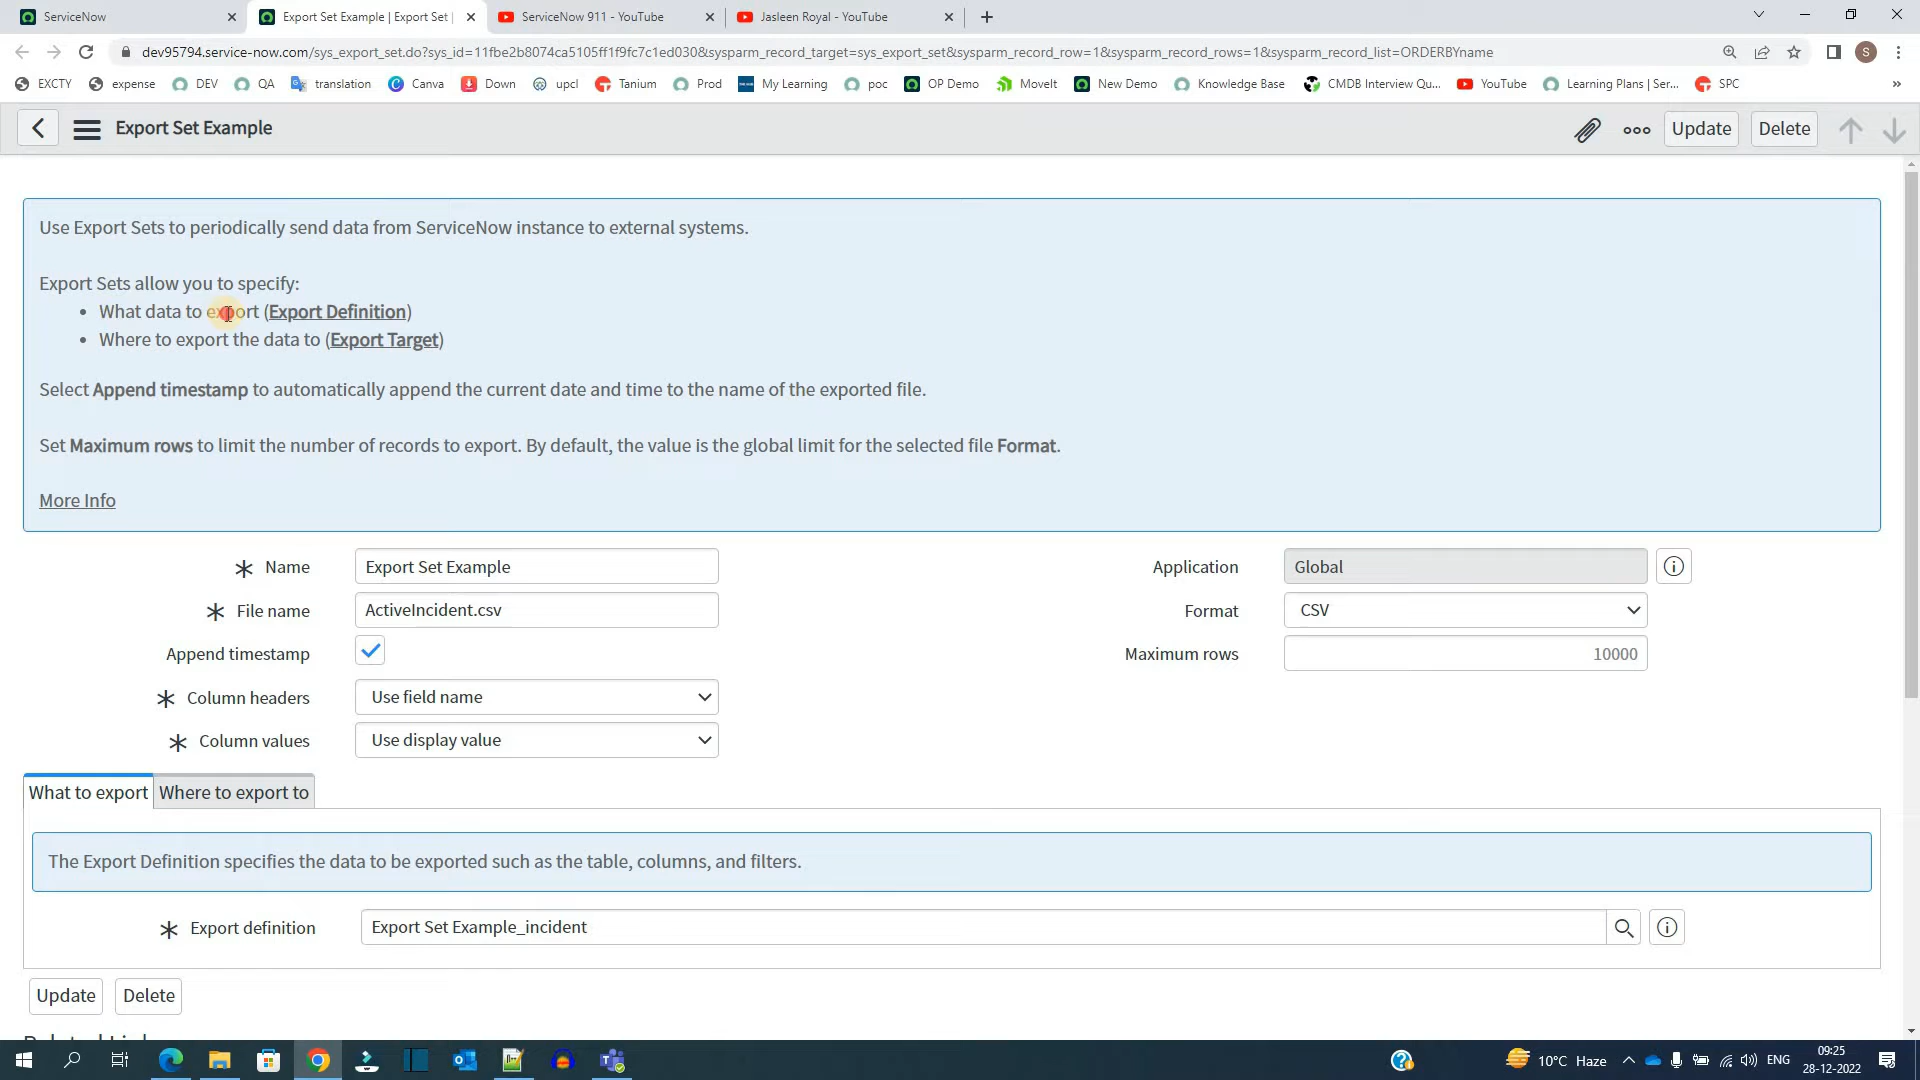 ServiceNow
Export Set Example | Export Set |
ServiceNow 911 - YouTube
Jasleen Royal - YouTube
dev95794.service-now.com/sys_export_set.do?sys_id=11fbe2b8074ca5105ff1f9fc7c1ed030&sysparm_record_target=sys_export_set&sysparm_record_row=1&sysparm_record_rows=1&sysparm_record_list=ORDERBYname
S
EXCTY expense DEV QA translation Canva Down upcl Tanium Prod My Learning poc OP Demo MoveIt New Demo Knowledge Base CMDB Interview Qu... YouTube Learning Plans | Ser... SPC »
Export Set Example
Update Delete
Use Export Sets to periodically send data from ServiceNow instance to external systems.
Export Sets allow you to specify:
• What data to export (Export Definition)
• Where to export the data to (Export Target)
Select Append timestamp to automatically append the current date and time to the name of the exported file.
Set Maximum rows to limit the number of records to export. By default, the value is the global limit for the selected file Format.
More Info
Name Export Set Example
Application Global
File name ActiveIncident.csv
Format CSV
Append timestamp
Maximum rows 10000
Column headers Use field name
Column values Use display value
What to export Where to export to
The Export Definition specifies the data to be exported such as the table, columns, and filters.
Export definition Export Set Example_incident
Update Delete
10°C Haze ENG
09:25
28-12-2022